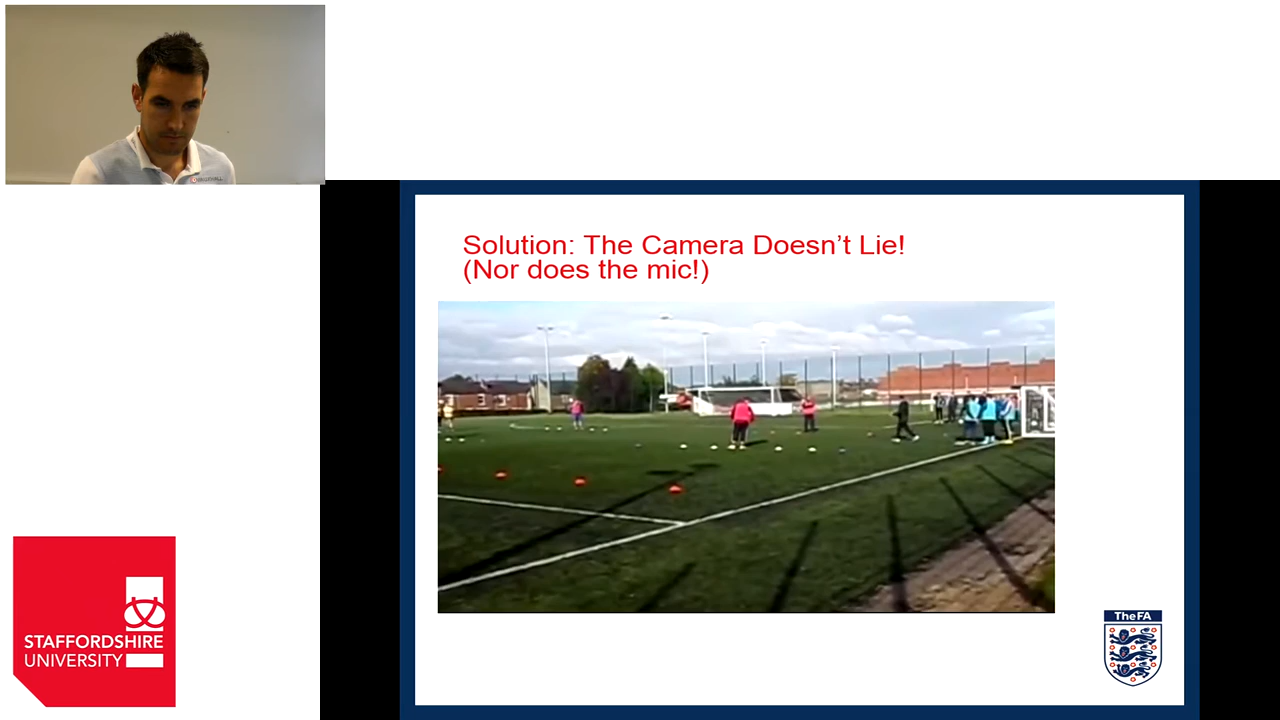 Solution: The Camera Doesn't Lie!
(Nor does the mic!)
STAFFORDSHIRE
UNIVERSITY
TheFA